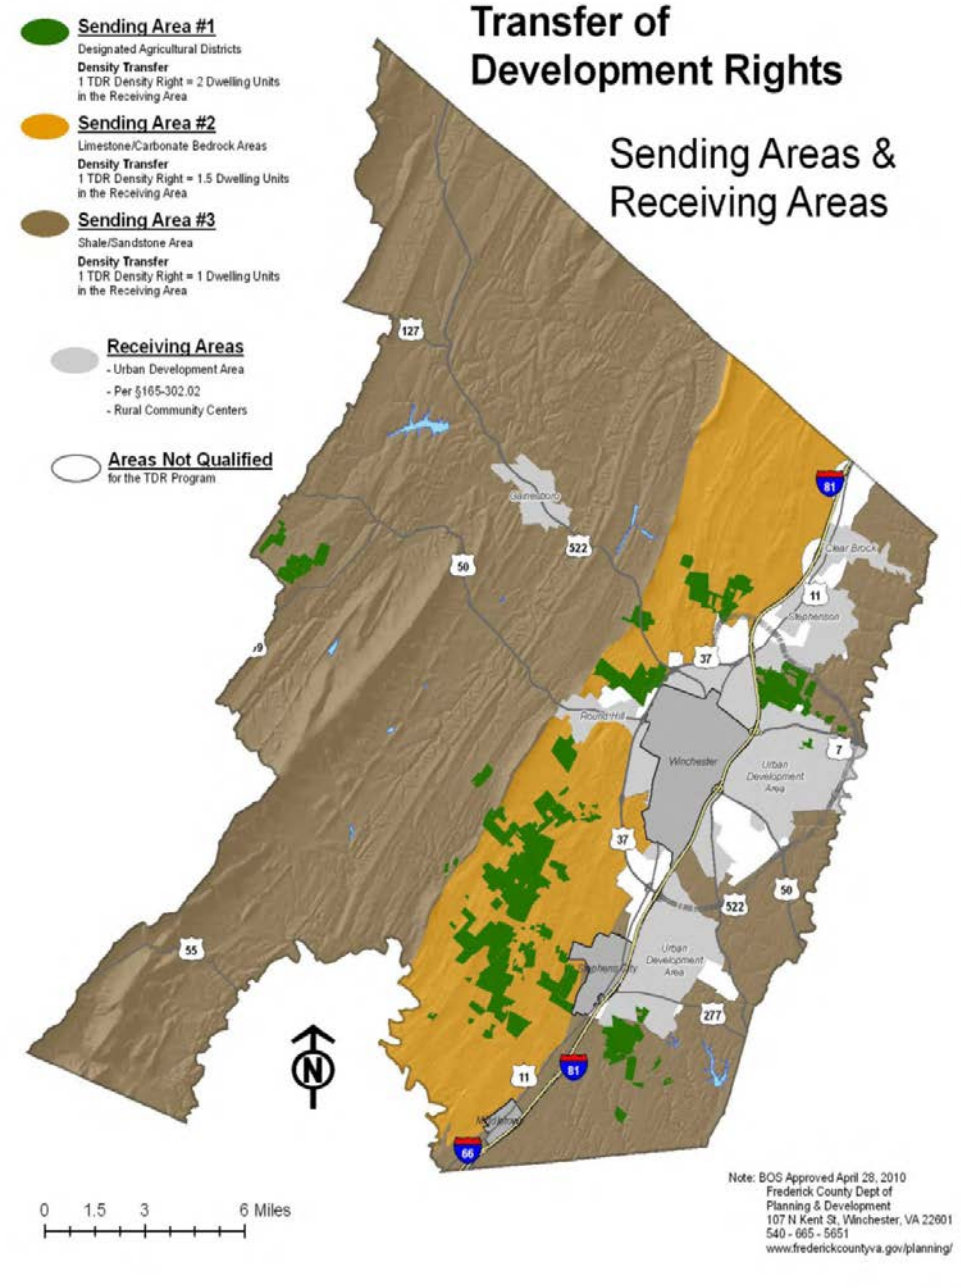 Transfer of
Development Rights
Sending Areas &
Receiving Areas
Sending Area #1
Designated Agricultural Districts
Density Transfer
1 TDR Density Right = 2 Dwelling Units
in the Receiving Area
Sending Area #2
Limestone/Carbonate Bedrock Areas
Density Transfer
1 TDR Density Right = 1.5 Dwelling Units
in the Receiving Area
Sending Area #3
Shale/Sandstone Area
Density Transfer
1 TDR Density Right = 1 Dwelling Units
in the Receiving Area
Receiving Areas
- Urban Development Area
- Per §165-302.02
- Rural Community Centers
Areas Not Qualified
for the TDR Program
127
81
Gainesboro
522
Clear Brook
50
11
Stephenson
37
Round Hill
7
Winchester
Urban
Development
Area
37
50
522
55
Urban
Development
Area
Stephens City
277
N
11
81
Middletown
66
0 1.5 3 6 Miles
Note: BOS Approved April 28, 2010
Frederick County Dept of
Planning & Development
107 N Kent St, Winchester, VA 22601
540 - 665 - 5651
www.frederickcountyva.gov/planning/